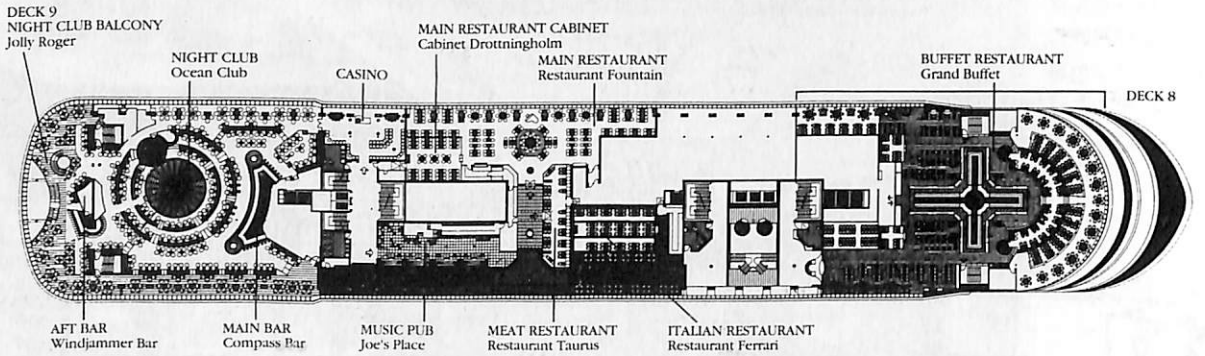 DECK 9
NIGHT CLUB BALCONY
Jolly Roger
NIGHT CLUB
Ocean Club
CASINO
MAIN RESTAURANT CABINET
Cabinet Drottningholm
MAIN RESTAURANT
Restaurant Fountain
BUFFET RESTAURANT
Grand Buffet
DECK 8
AFT BAR
Windjammer Bar
MAIN BAR
Compass Bar
MUSIC PUB
Joe's Place
MEAT RESTAURANT
Restaurant Taurus
ITALIAN RESTAURANT
Restaurant Ferrari